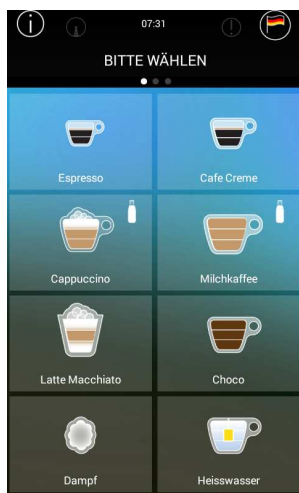 07:31
BITTE WÄHLEN
Espresso
Cafe Creme
Cappuccino
Milchkaffee
Latte Macchiato
Choco
Dampf
Heisswasser